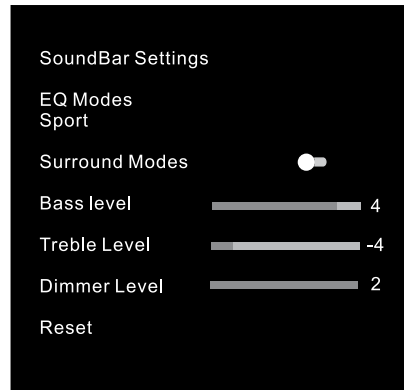 SoundBar Settings
EQ Modes
Sport
Surround Modes
Bass level 4
Treble Level -4
Dimmer Level 2
Reset